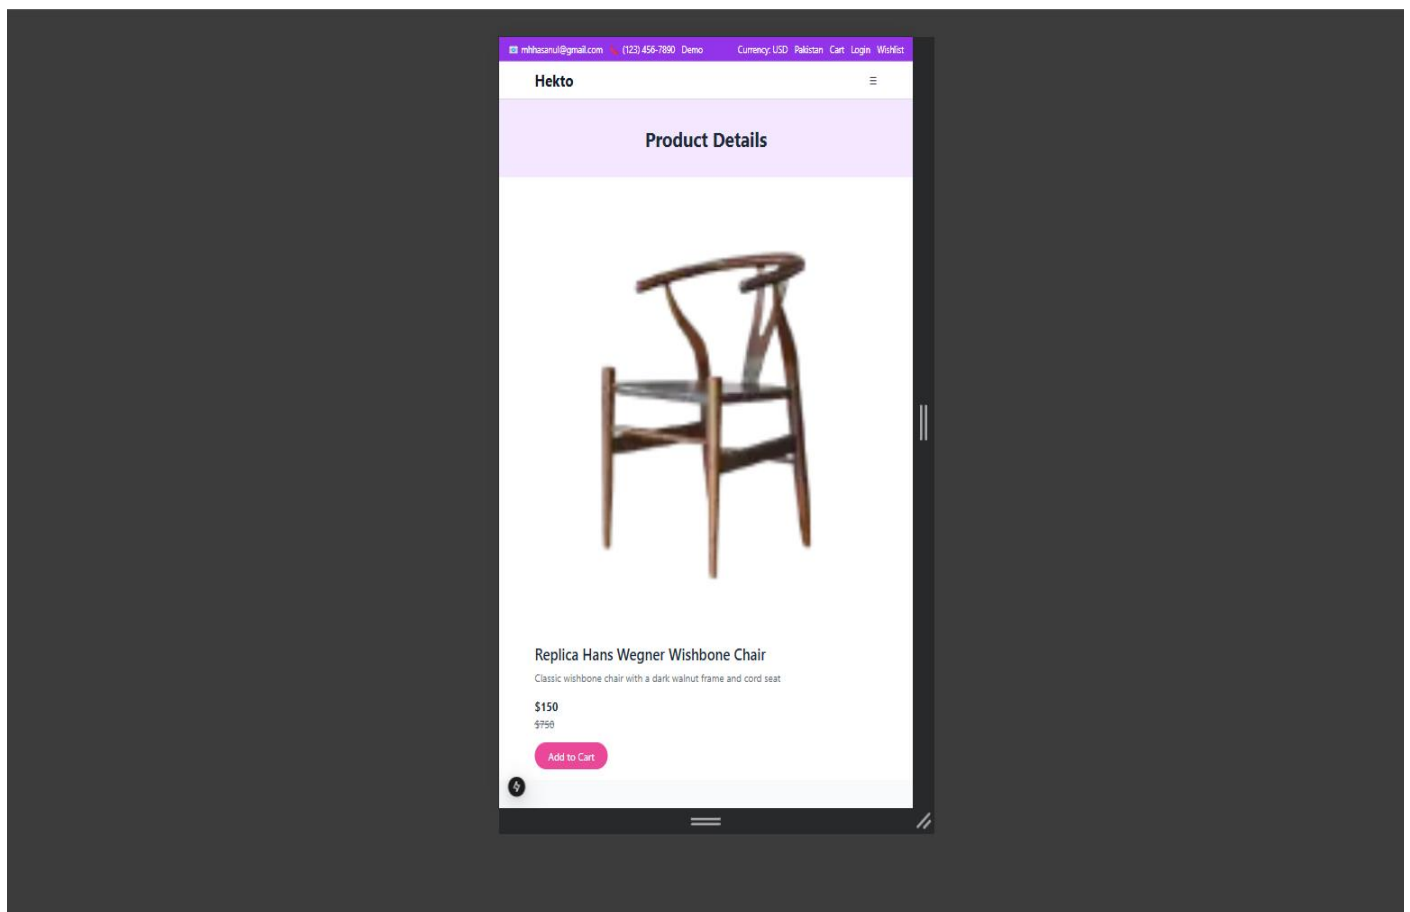 mhhasanul@gmail.com (123) 456-7890 Demo Currency: USD Pakistan Cart Login Wishlist
Hekto
Product Details
Replica Hans Wegner Wishbone Chair
Classic wishbone chair with a dark walnut frame and cord seat
$150
$750
Add to Cart